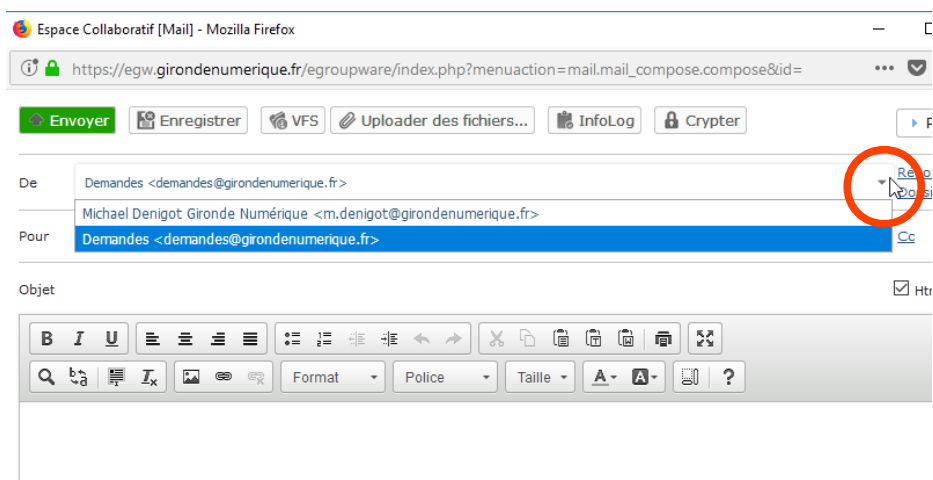 Espace Collaboratif [Mail] - Mozilla Firefox
https://egw.girondenumerique.fr/egroupware/index.php?menuaction=mail.mail_compose.compose&id=
Envoyer Enregistrer VFS Uploader des fichiers... InfoLog Crypter
De Demandes <demandes@girondenumerique.fr>
Michael Denigot Gironde Numérique <m.denigot@girondenumerique.fr>
Pour Demandes <demandes@girondenumerique.fr> Cc
Objet
B I U
Format Police Taille A A ?